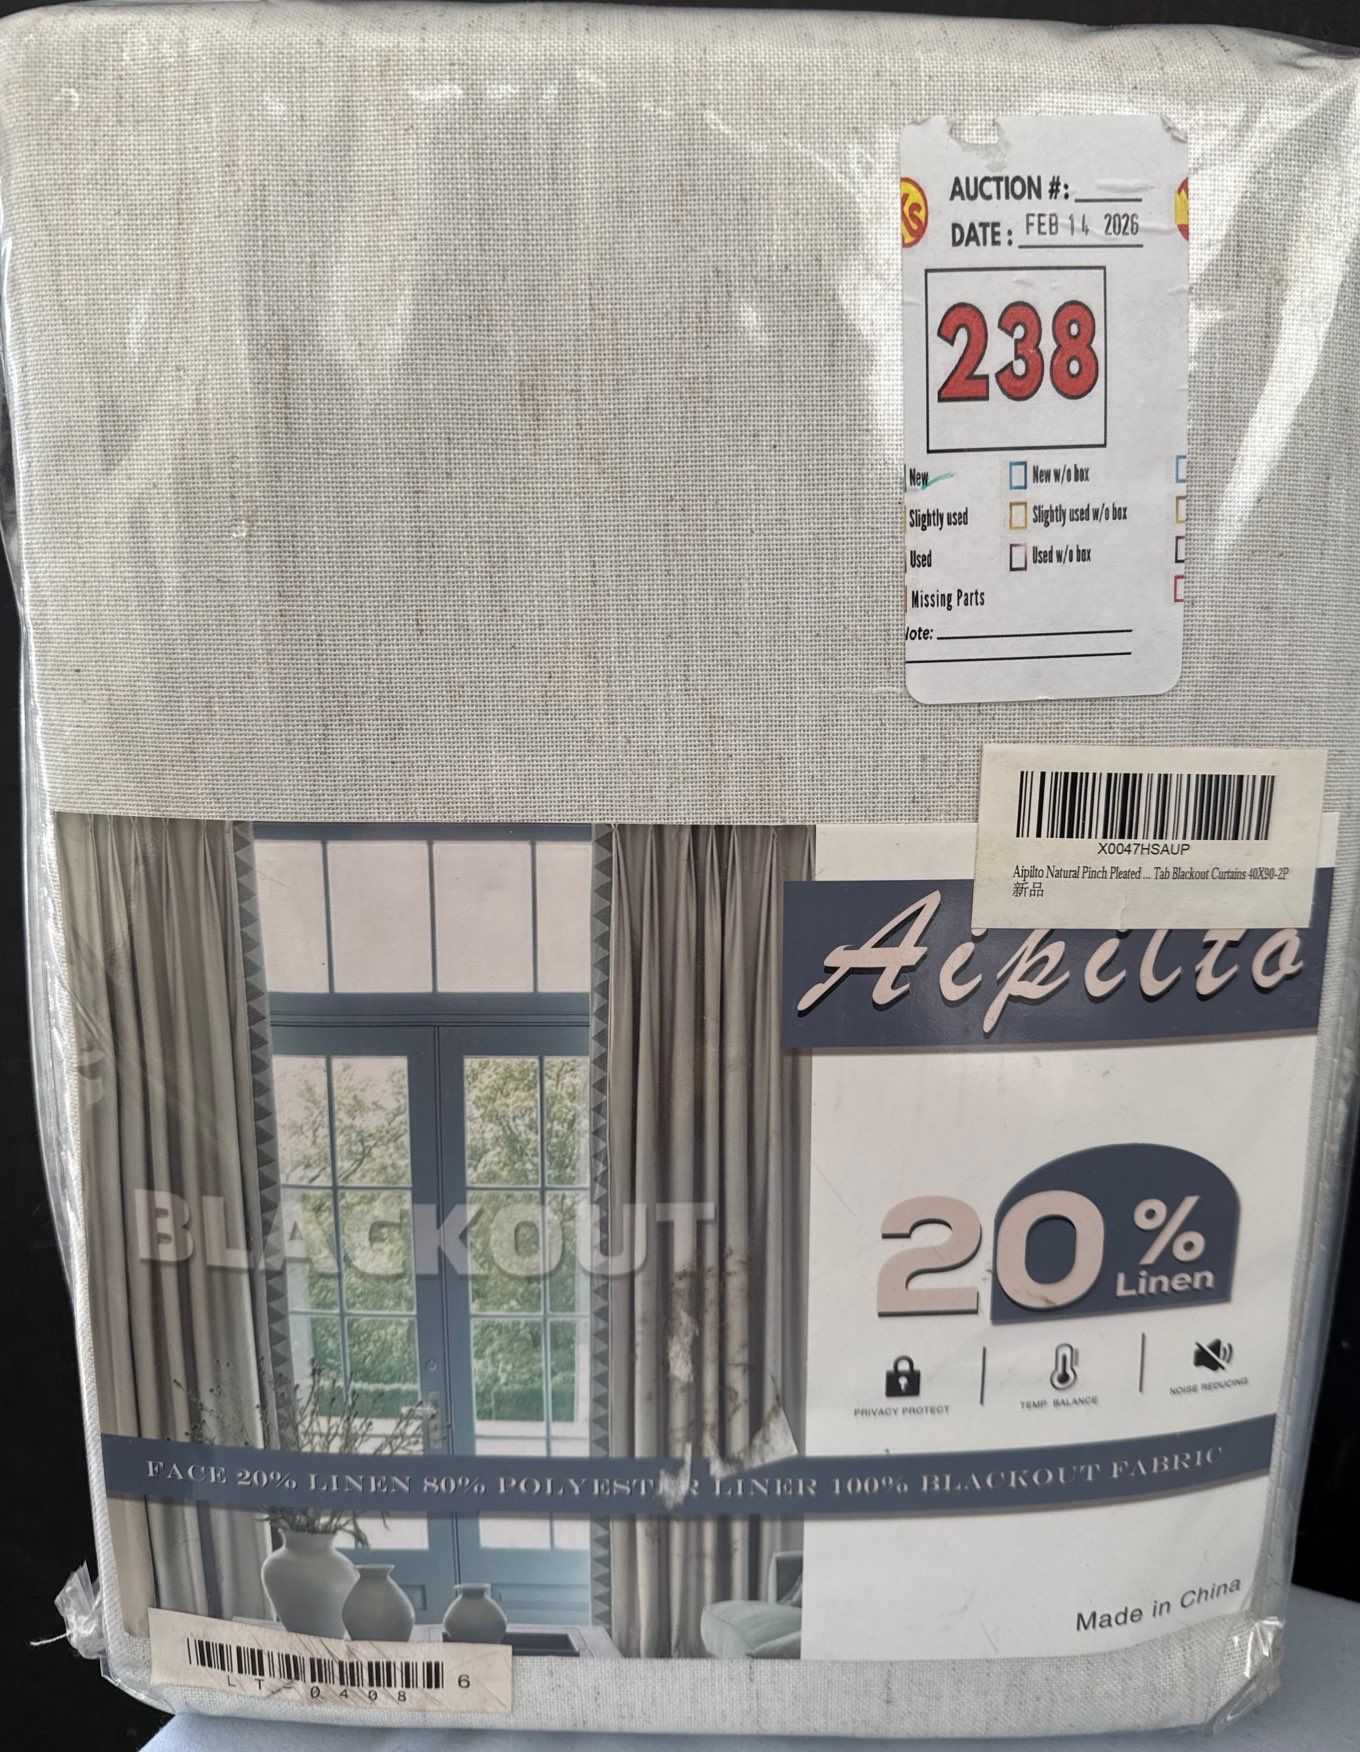 AUCTION #:
DATE: FEB 14 2026
238
New
New w/o box
Slightly used
Slightly used w/o box
Used
Used w/o box
Missing Parts
X0047HSAUP
Aipilto Natural Pinch Pleated ... Tab Blackout Curtains 40X90-2P
新品
Aipilto
BLACKOUT
20%
Linen
PRIVACY PROTECT
TEMP. BALANCE
NOISE REDUCING
FACE 20% LINEN 80% POLYESTER LINER 100% BLACKOUT FABRIC
Made in China
LT-0408 6